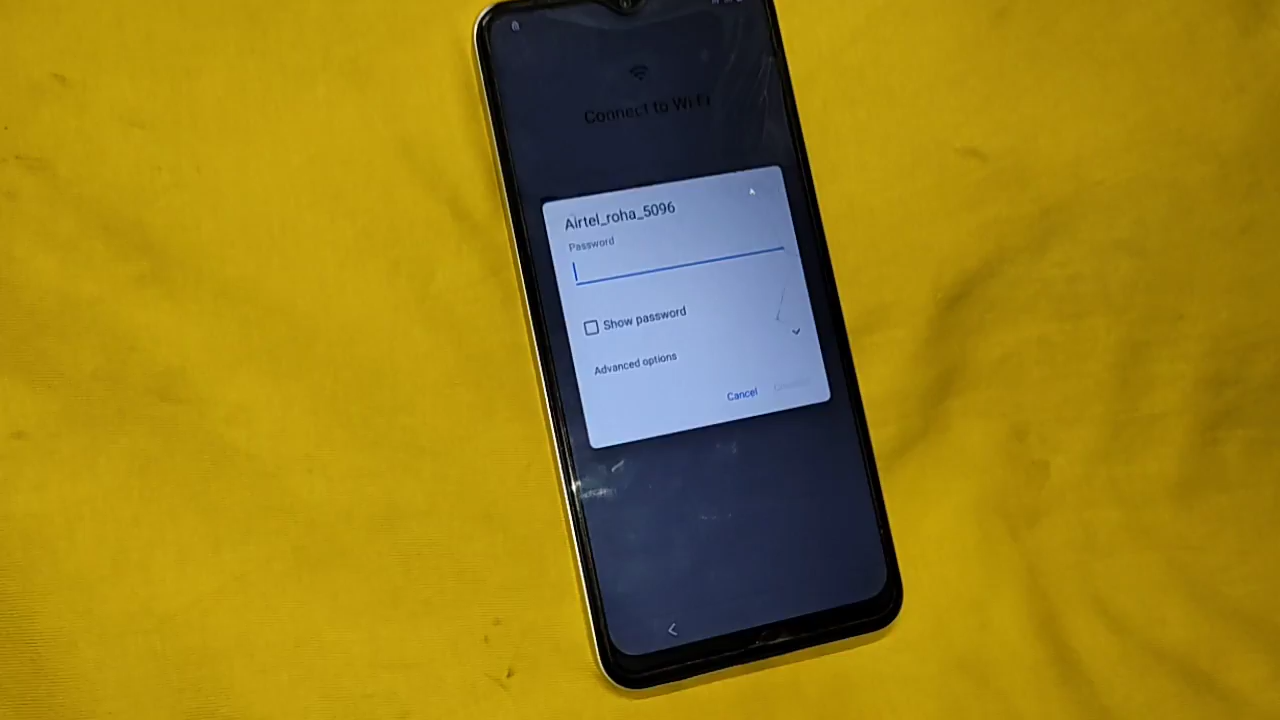 Connect to Wi-Fi
Airtel_roha_5096
Password
Show password
Advanced options
Cancel